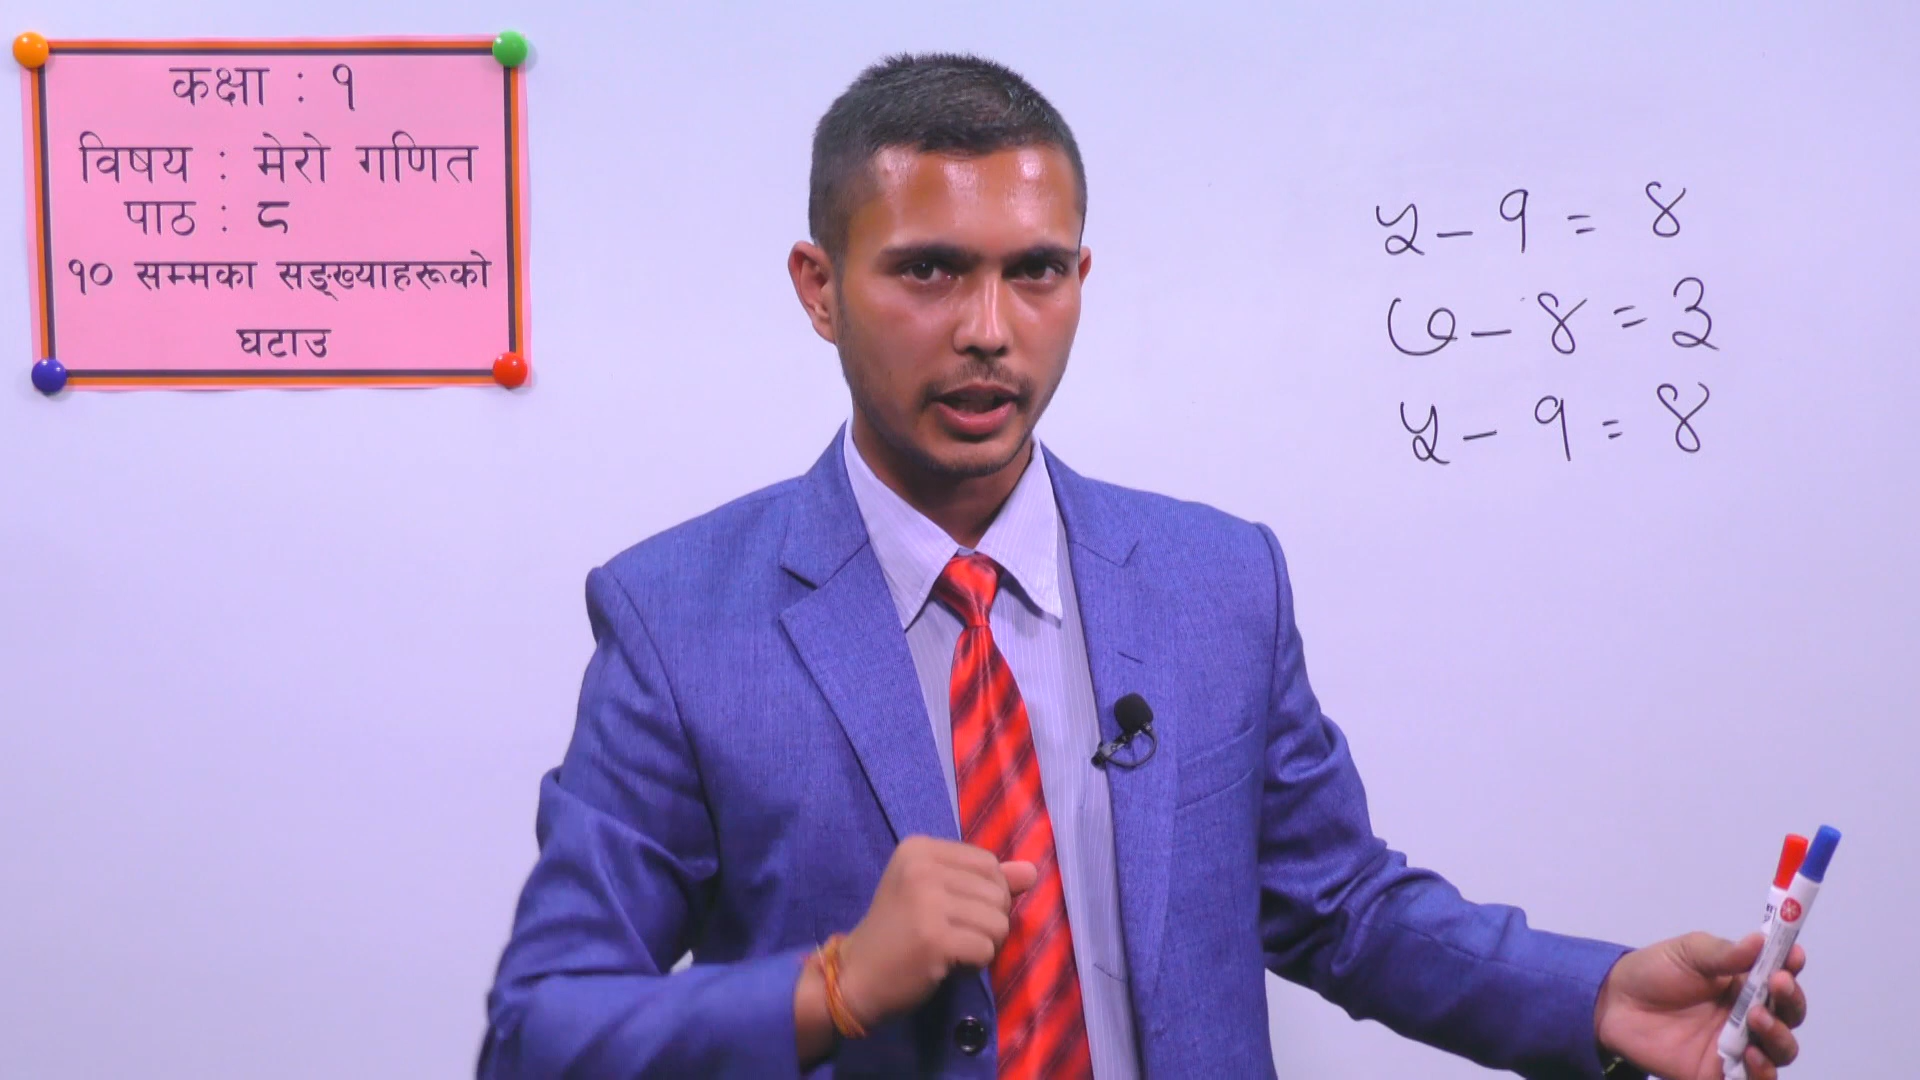 कक्षा : १
विषय : मेरो गणित
पाठ : ८
१० सम्मका सङ्ख्याहरूको
घटाउ
५ – १ = ४
७ – ४ = ३
५ – १ = ४